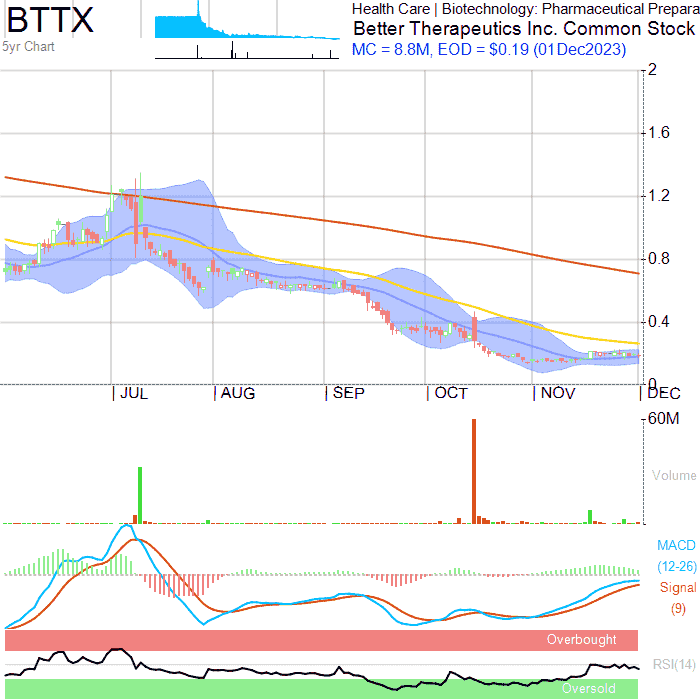 BTTX
5yr Chart
Health Care | Biotechnology: Pharmaceutical Prepara
Better Therapeutics Inc. Common Stock
MC = 8.8M, EOD = $0.19 (01Dec2023)
2
1.6
1.2
0.8
0.4
0
JUL AUG SEP OCT NOV DEC
60M
Volume
MACD
(12-26)
Signal
(9)
Overbought
RSI(14)
Oversold